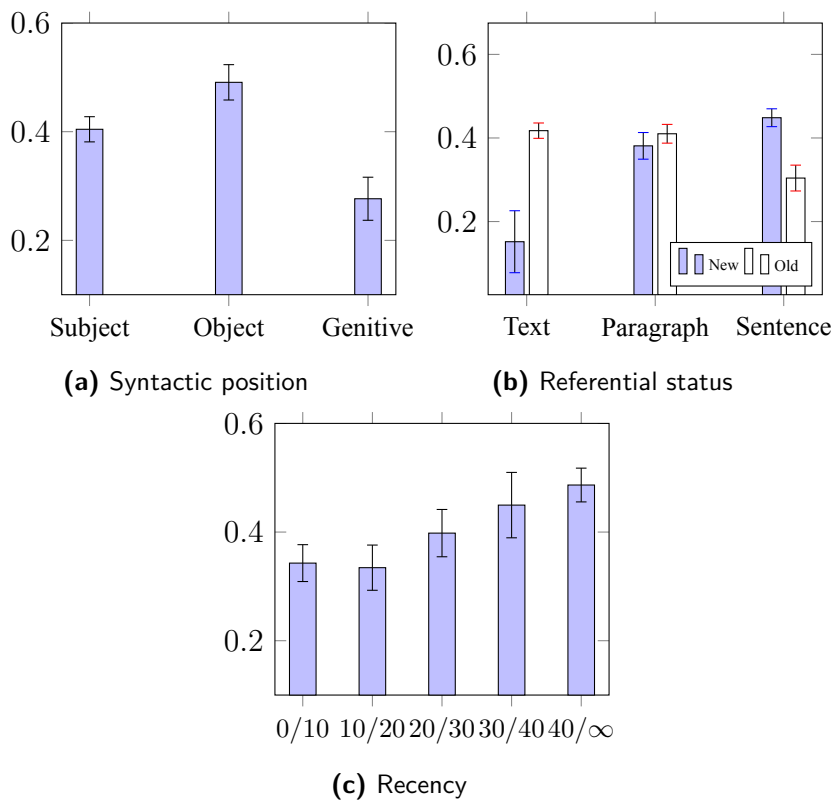 0.6
0.4
0.2
Subject Object Genitive
(a) Syntactic position
0.6
0.4
0.2
New Old
Text Paragraph Sentence
(b) Referential status
0.6
0.4
0.2
0/10 10/20 20/30 30/40 40/∞
(c) Recency